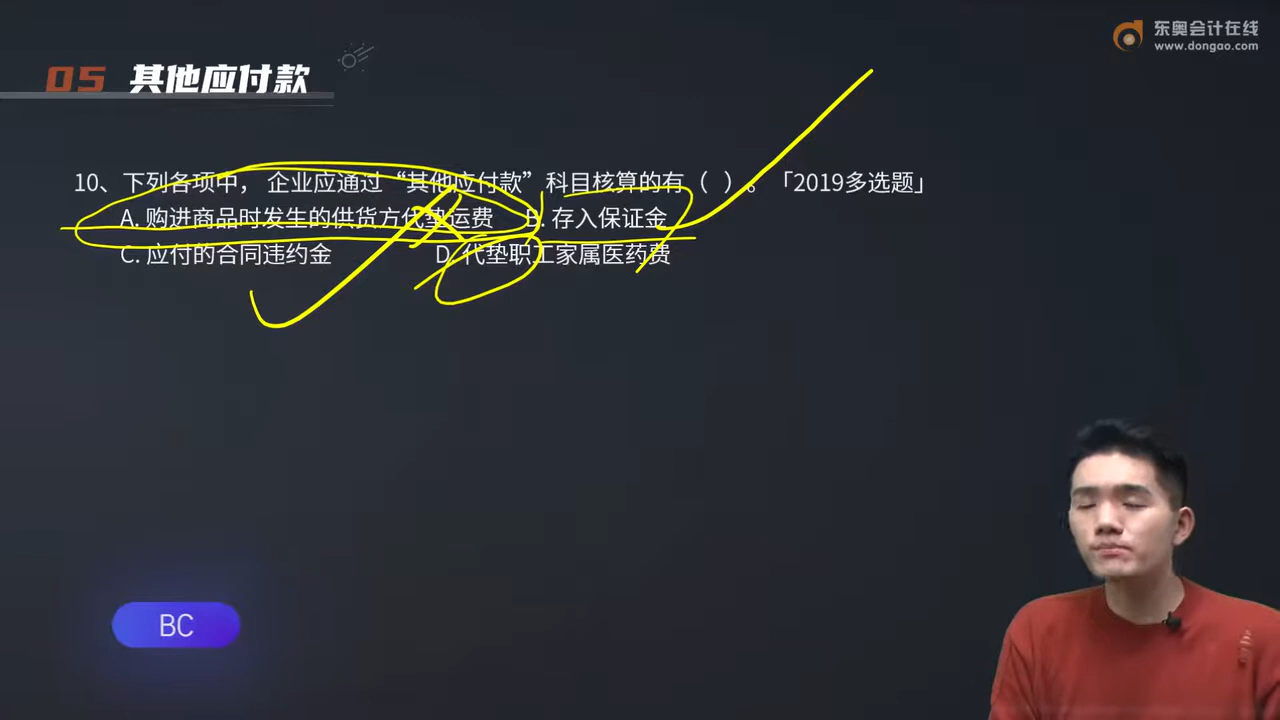 东奥会计在线
www.dongao.com
05 其他应付款
10、下列各项中， 企业应通过“其他应付款”科目核算的有（ ）。「2019多选题」
A. 购进商品时发生的供货方代垫运费 B. 存入保证金
C. 应付的合同违约金 D. 代垫职工家属医药费
BC